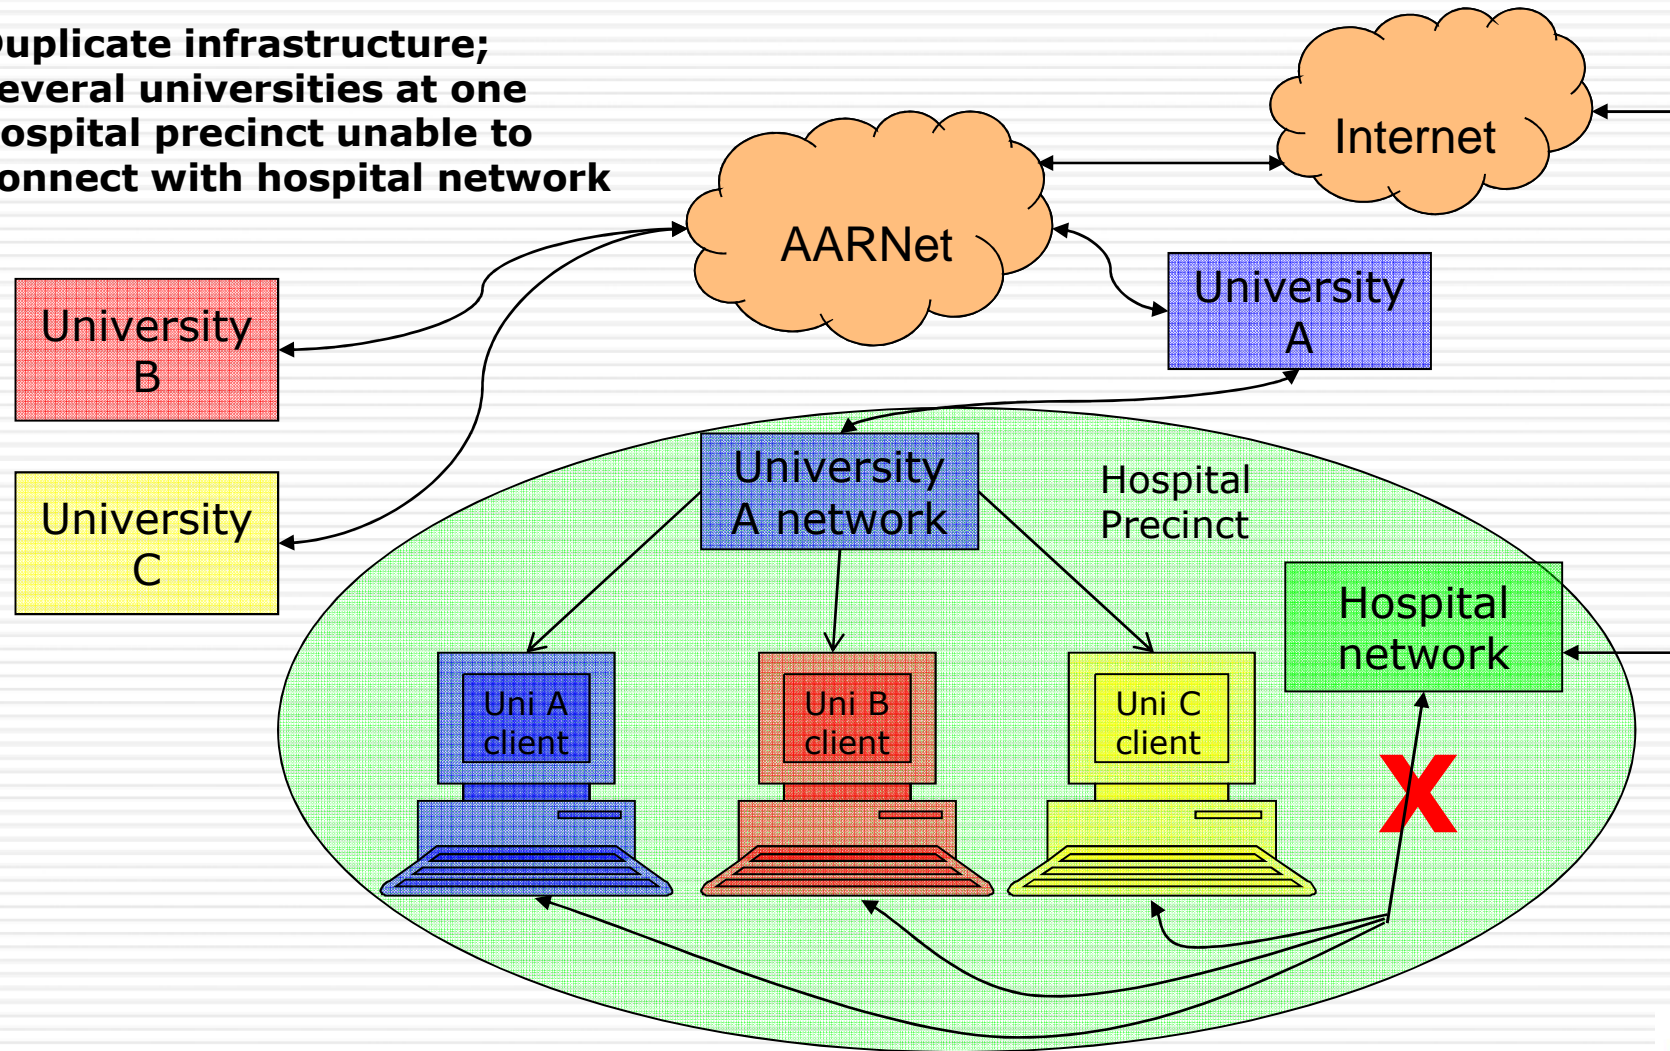 uplicate infrastructure;
everal universities at one
ospital precinct unable to
onnect with hospital network
Internet
AARNet
University
A
University
B
University
A network
Hospital
Precinct
University
C
Hospital
network
Uni A
client
Uni B
client
Uni C
client
X